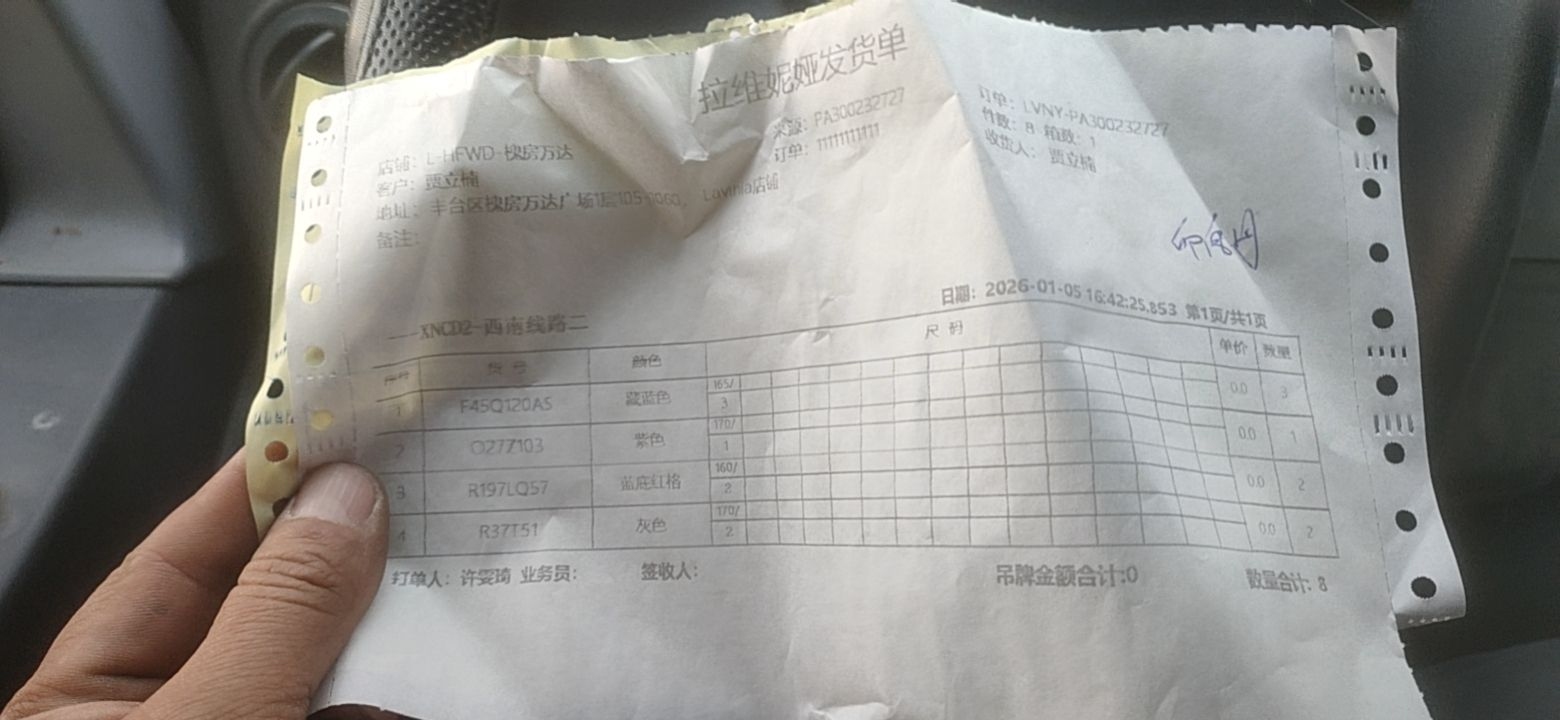 拉维妮娅发货单
店铺: L-HFWD-槐房万达
来源: PA300232727
订单: LVNY-PA300232727
客户: 贾立楠
订单: 11111111111
件数: 8 箱数: 1
地址: 丰台区槐房万达广场1层105-1060, Lavinia店铺
收货人: 贾立楠
备注:
日期: 2026-01-05 16:42:25.853 第1页/共1页
----XNCD2-西南线路二
序号 货号 颜色 尺码 单价 数量
1 F45Q120AS 藏蓝色 165/ 3 0.0 3
2 O27Z103 紫色 170/ 1 0.0 1
3 R197LQ57 蓝底红格 160/ 2 0.0 2
4 R37T51 灰色 170/ 2 0.0 2
打单人: 许雯琦 业务员: 签收人: 吊牌金额合计:0 数量合计: 8